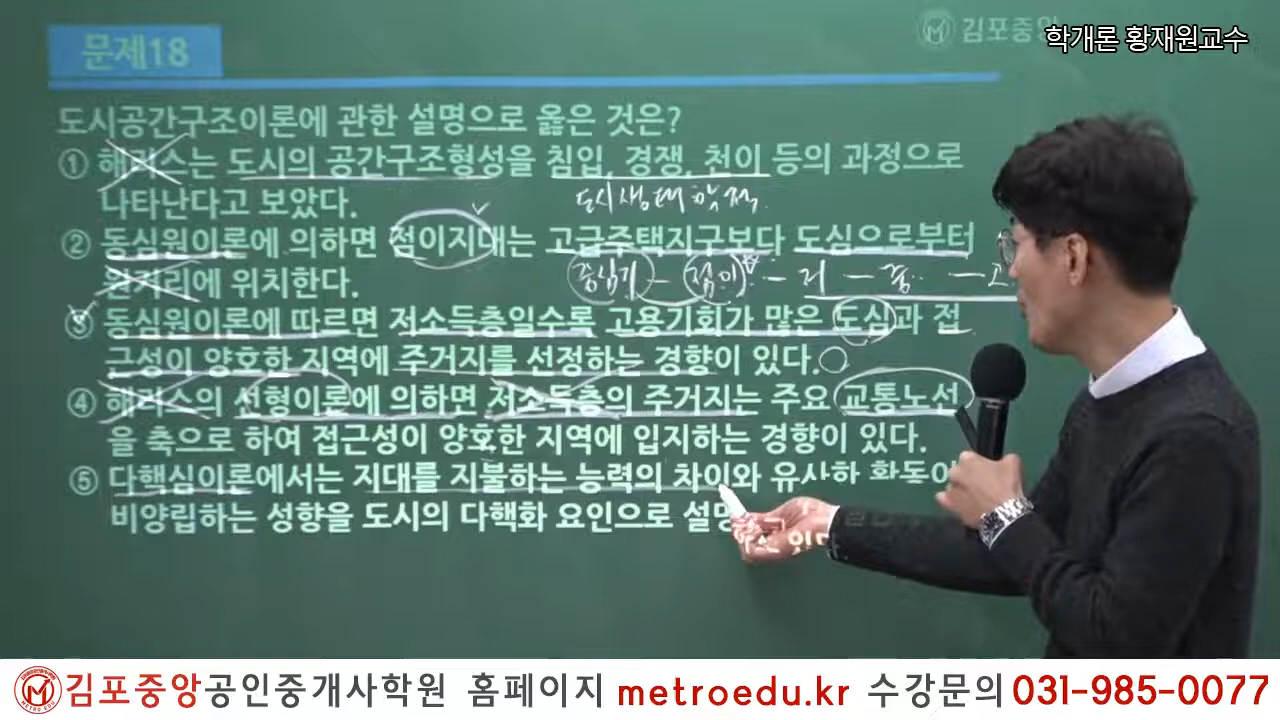 김포중앙
학개론 황재원교수
문제18
도시공간구조이론에 관한 설명으로 옳은 것은?
① 해리스는 도시의 공간구조형성을 침입, 경쟁, 천이 등의 과정으로
나타난다고 보았다.
도시생태학적
② 동심원이론에 의하면 점이지대는 고급주택지구보다 도심으로부터
원거리에 위치한다.
중심 점이 - 저 - 중 - 고
③ 동심원이론에 따르면 저소득층일수록 고용기회가 많은 도심과 접
근성이 양호한 지역에 주거지를 선정하는 경향이 있다.
④ 해리스의 선형이론에 의하면 저소득층의 주거지는 주요 교통노선
을 축으로 하여 접근성이 양호한 지역에 입지하는 경향이 있다.
⑤ 다핵심이론에서는 지대를 지불하는 능력의 차이와 유사한
비양립하는 성향을 도시의 다핵화 요인으로
김포중앙공인중개사학원 홈페이지 metroedu.kr 수강문의 031-985-0077